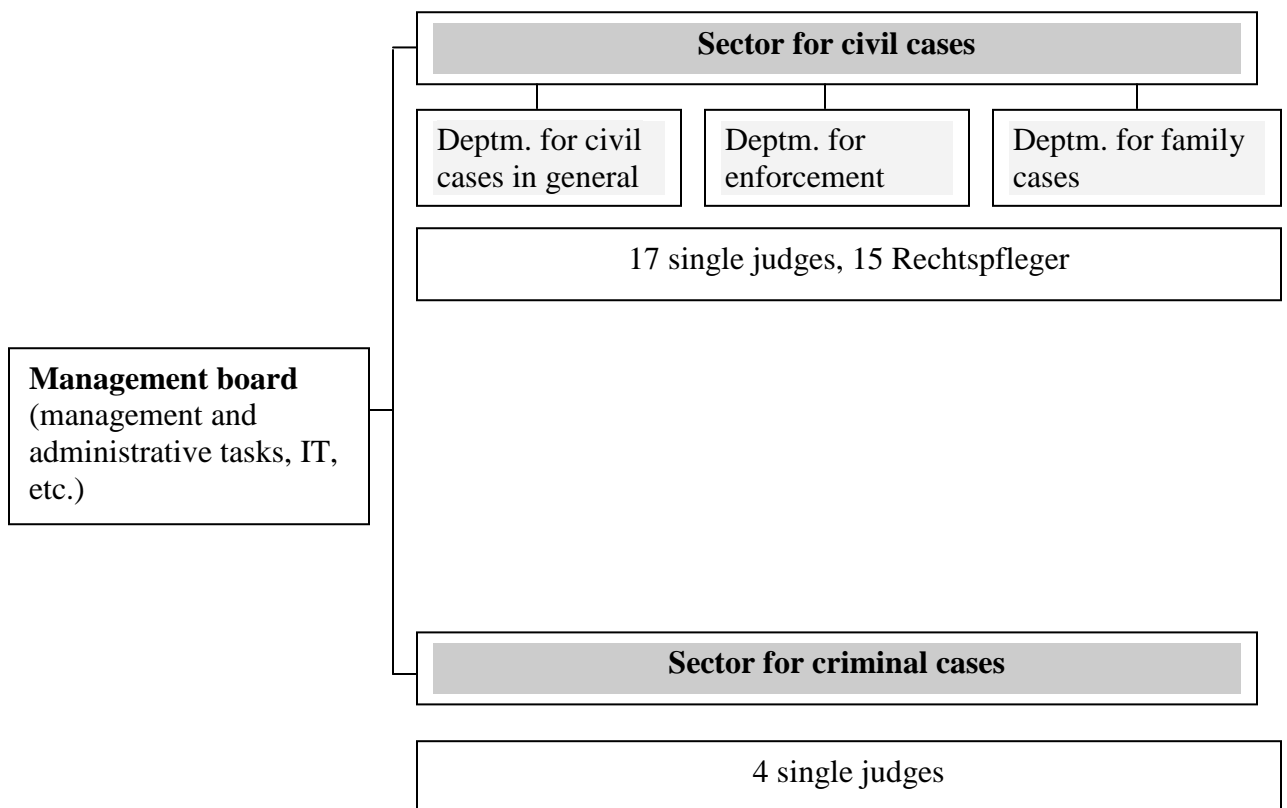 Sector for civil cases
Deptm. for civil
cases in general
Deptm. for
enforcement
Deptm. for family
cases
17 single judges, 15 Rechtspfleger
Management board
(management and
administrative tasks, IT,
etc.)
Sector for criminal cases
4 single judges